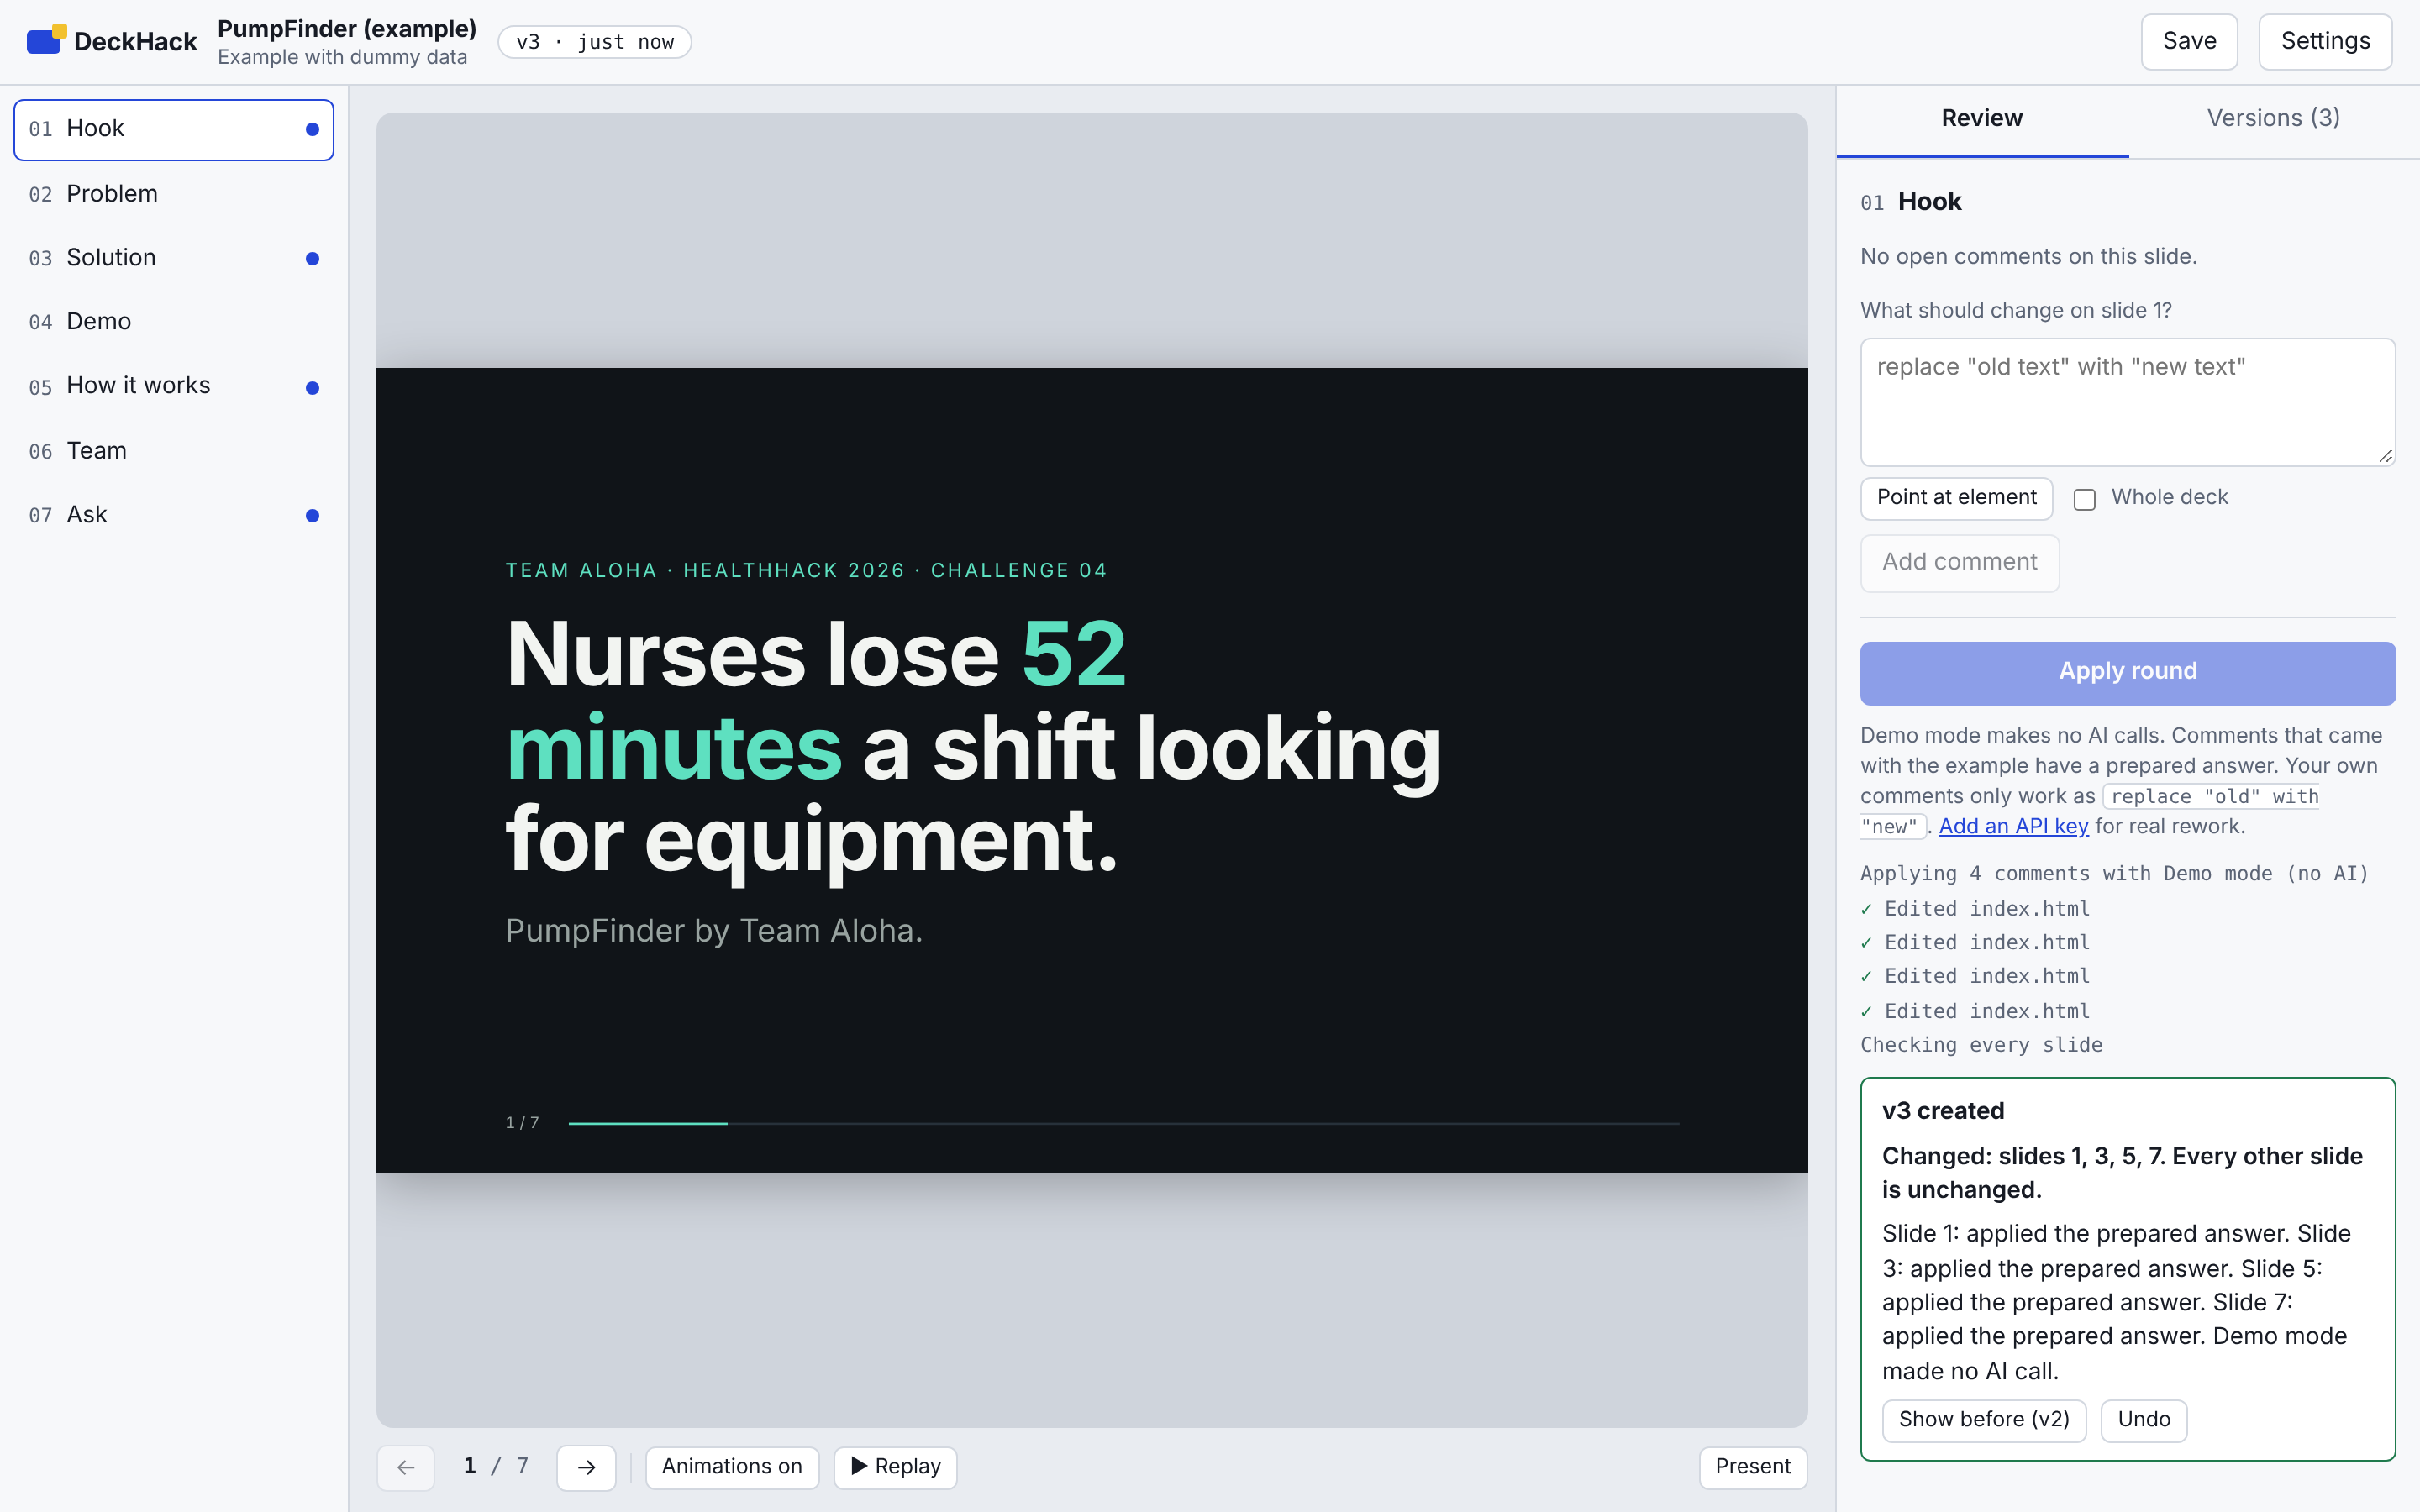 DeckHack
PumpFinder (example)
Example with dummy data
v3 · just now
Save
Settings
01 Hook
02 Problem
03 Solution
04 Demo
05 How it works
06 Team
07 Ask
TEAM ALOHA · HEALTHHACK 2026 · CHALLENGE 04
Nurses lose 52
minutes a shift looking
for equipment.
PumpFinder by Team Aloha.
1 / 7
← 1 / 7 →
Animations on
▶ Replay
Present
Review
Versions (3)
01 Hook
No open comments on this slide.
What should change on slide 1?
replace "old text" with "new text"
Point at element
Whole deck
Add comment
Apply round
Demo mode makes no AI calls. Comments that came
with the example have a prepared answer. Your own
comments only work as replace "old" with
"new". Add an API key for real rework.
Applying 4 comments with Demo mode (no AI)
✓ Edited index.html
✓ Edited index.html
✓ Edited index.html
✓ Edited index.html
Checking every slide
v3 created
Changed: slides 1, 3, 5, 7. Every other slide
is unchanged.
Slide 1: applied the prepared answer. Slide
3: applied the prepared answer. Slide 5:
applied the prepared answer. Slide 7:
applied the prepared answer. Demo mode
made no AI call.
Show before (v2)
Undo